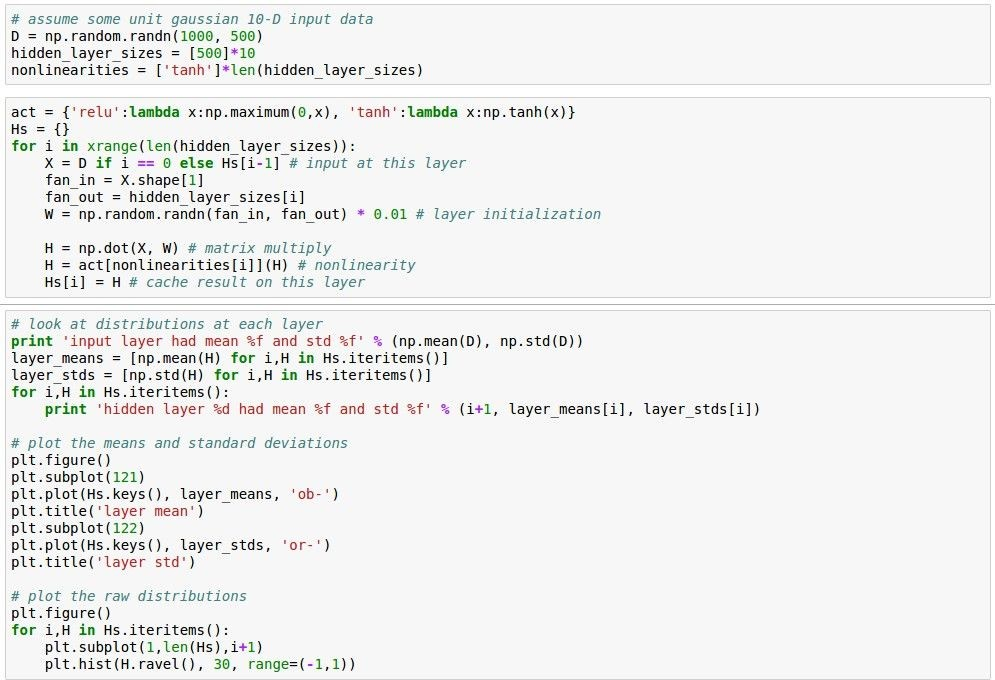 # assume some unit gaussian 10-D input data
D = np.random.randn(1000, 500)
hidden_layer_sizes = [500]*10
nonlinearities = ['tanh']*len(hidden_layer_sizes)

act = {'relu':lambda x:np.maximum(0,x), 'tanh':lambda x:np.tanh(x)}
Hs = {}
for i in xrange(len(hidden_layer_sizes)):
    X = D if i == 0 else Hs[i-1] # input at this layer
    fan_in = X.shape[1]
    fan_out = hidden_layer_sizes[i]
    W = np.random.randn(fan_in, fan_out) * 0.01 # layer initialization

    H = np.dot(X, W) # matrix multiply
    H = act[nonlinearities[i]](H) # nonlinearity
    Hs[i] = H # cache result on this layer

# look at distributions at each layer
print 'input layer had mean %f and std %f' % (np.mean(D), np.std(D))
layer_means = [np.mean(H) for i,H in Hs.iteritems()]
layer_stds = [np.std(H) for i,H in Hs.iteritems()]
for i,H in Hs.iteritems():
    print 'hidden layer %d had mean %f and std %f' % (i+1, layer_means[i], layer_stds[i])

# plot the means and standard deviations
plt.figure()
plt.subplot(121)
plt.plot(Hs.keys(), layer_means, 'ob-')
plt.title('layer mean')
plt.subplot(122)
plt.plot(Hs.keys(), layer_stds, 'or-')
plt.title('layer std')

# plot the raw distributions
plt.figure()
for i,H in Hs.iteritems():
    plt.subplot(1,len(Hs),i+1)
    plt.hist(H.ravel(), 30, range=(-1,1))